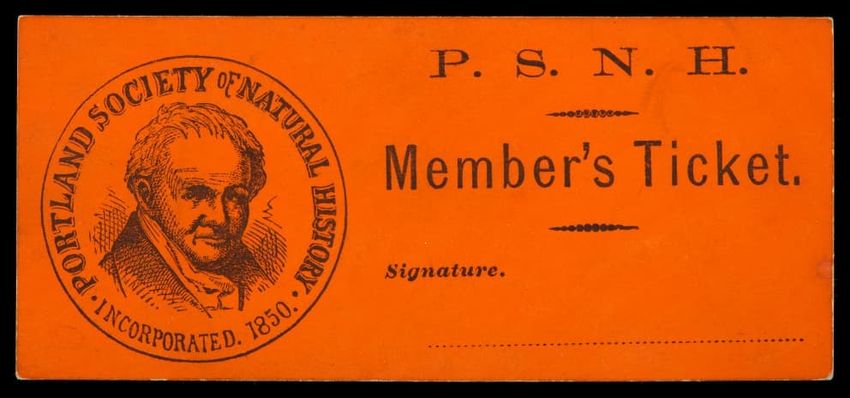 PORTLAND SOCIETY OF NATURAL HISTORY
· INCORPORATED. 1850. ·
P. S. N. H.
Member's Ticket.
Signature.